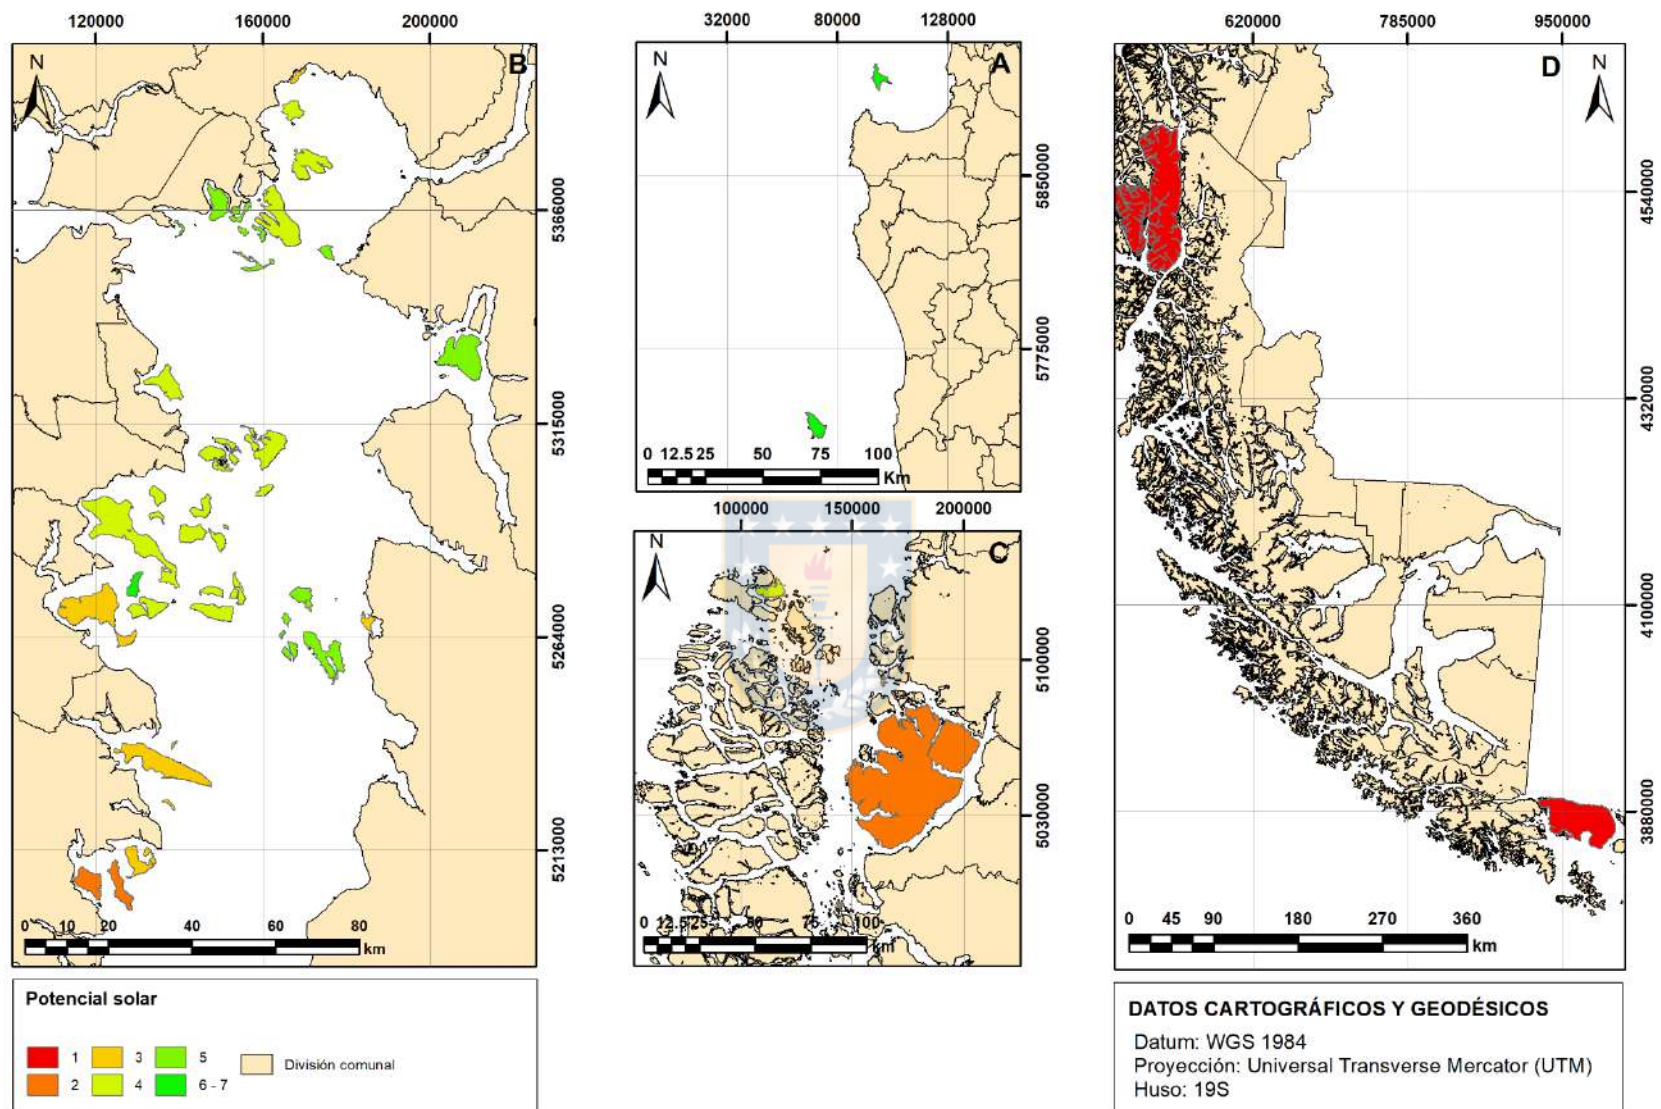 120000 160000 200000
N
B
5366000
5315000
5264000
5213000
0 10 20 40 60 80
km
32000 80000 128000
N
A
5850000
5775000
0 12.5 25 50 75 100
Km
100000 150000 200000
N
C
5100000
5030000
0 12.5 25 50 75 100
km
620000 785000 950000
N
D
4540000
4320000
4100000
3880000
0 45 90 180 270 360
km
Potencial solar
1 3 5
2 4 6 - 7
División comunal
DATOS CARTOGRÁFICOS Y GEODÉSICOS
Datum: WGS 1984
Proyección: Universal Transverse Mercator (UTM)
Huso: 19S